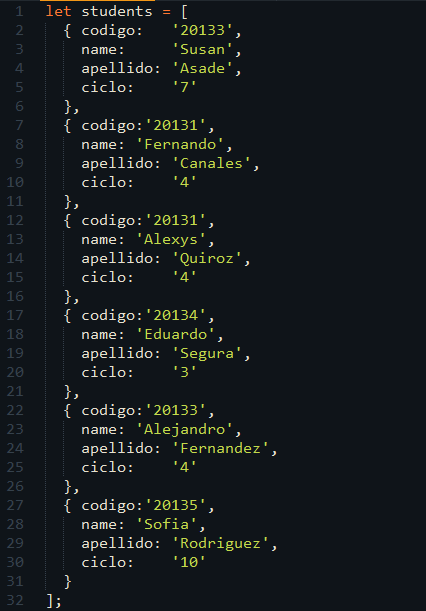 1 let students = [
2 { codigo: '20133',
3 name: 'Susan',
4 apellido: 'Asade',
5 ciclo: '7'
6 },
7 { codigo:'20131',
8 name: 'Fernando',
9 apellido: 'Canales',
10 ciclo: '4'
11 },
12 { codigo:'20131',
13 name: 'Alexys',
14 apellido: 'Quiroz',
15 ciclo: '4'
16 },
17 { codigo:'20134',
18 name: 'Eduardo',
19 apellido: 'Segura',
20 ciclo: '3'
21 },
22 { codigo:'20133',
23 name: 'Alejandro',
24 apellido: 'Fernandez',
25 ciclo: '4'
26 },
27 { codigo:'20135',
28 name: 'Sofia',
29 apellido: 'Rodriguez',
30 ciclo: '10'
31 }
32 ];